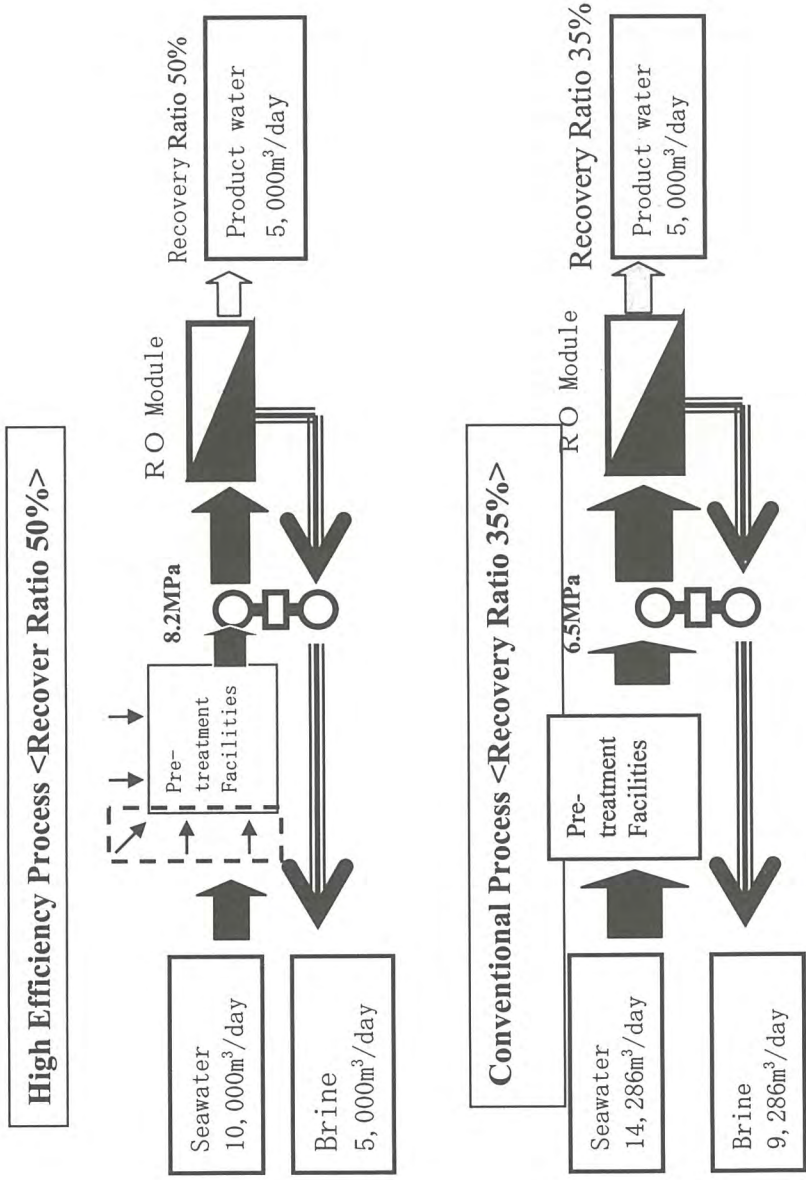 High Efficiency Process <Recover Ratio 50%>
Seawater
10,000m³/day
Brine
5,000m³/day
Pre-
treatment
Facilities
8.2MPa
RO Module
Recovery Ratio 50%
Product water
5,000m³/day
Conventional Process <Recovery Ratio 35%>
Seawater
14,286m³/day
Brine
9,286m³/day
Pre-
treatment
Facilities
6.5MPa
RO Module
Recovery Ratio 35%
Product water
5,000m³/day